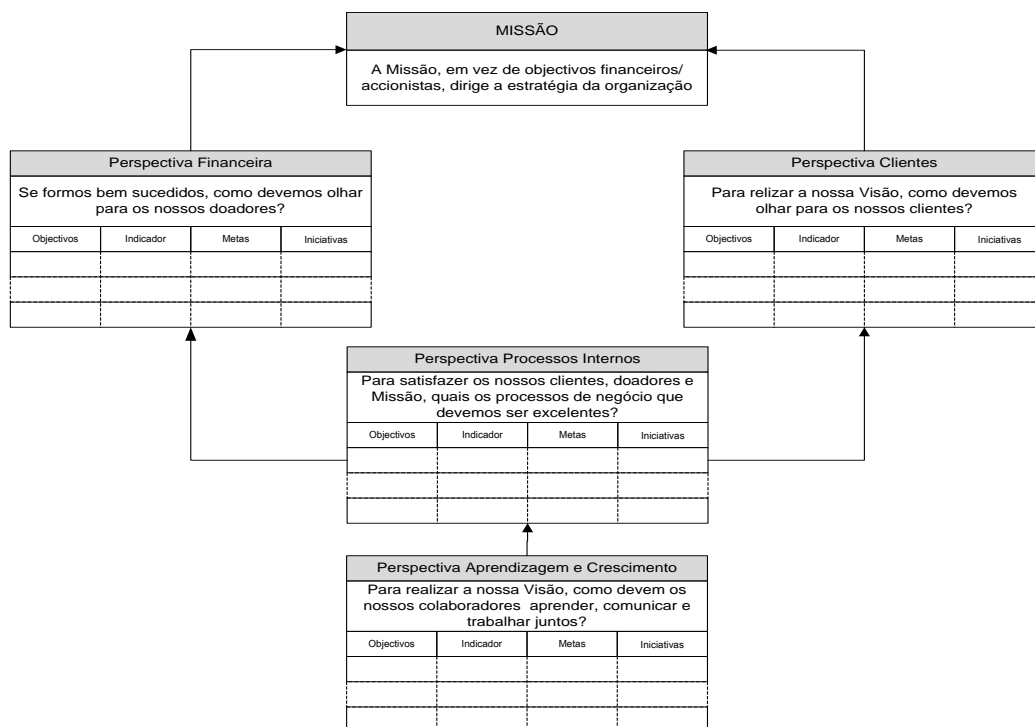 MISSÃO
A Missão, em vez de objectivos financeiros/
accionistas, dirige a estratégia da organização
Perspectiva Financeira
Se formos bem sucedidos, como devemos olhar
para os nossos doadores?
Objectivos Indicador Metas Iniciativas
Perspectiva Clientes
Para relizar a nossa Visão, como devemos
olhar para os nossos clientes?
Objectivos Indicador Metas Iniciativas
Perspectiva Processos Internos
Para satisfazer os nossos clientes, doadores e
Missão, quais os processos de negócio que
devemos ser excelentes?
Objectivos Indicador Metas Iniciativas
Perspectiva Aprendizagem e Crescimento
Para realizar a nossa Visão, como devem os
nossos colaboradores aprender, comunicar e
trabalhar juntos?
Objectivos Indicador Metas Iniciativas